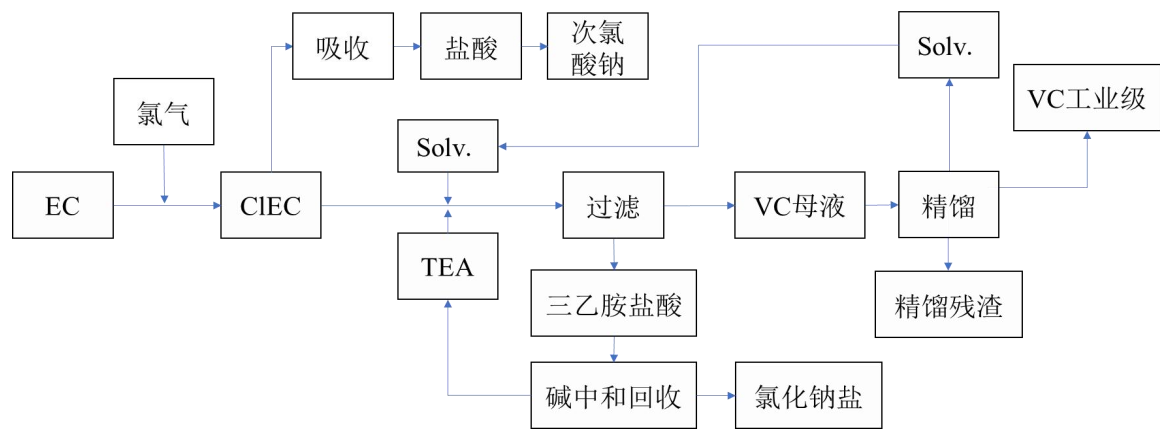 吸收
盐酸
次氯
酸钠
Solv.
VC工业级
氯气
Solv.
EC
ClEC
过滤
VC母液
精馏
TEA
三乙胺盐酸
精馏残渣
碱中和回收
氯化钠盐